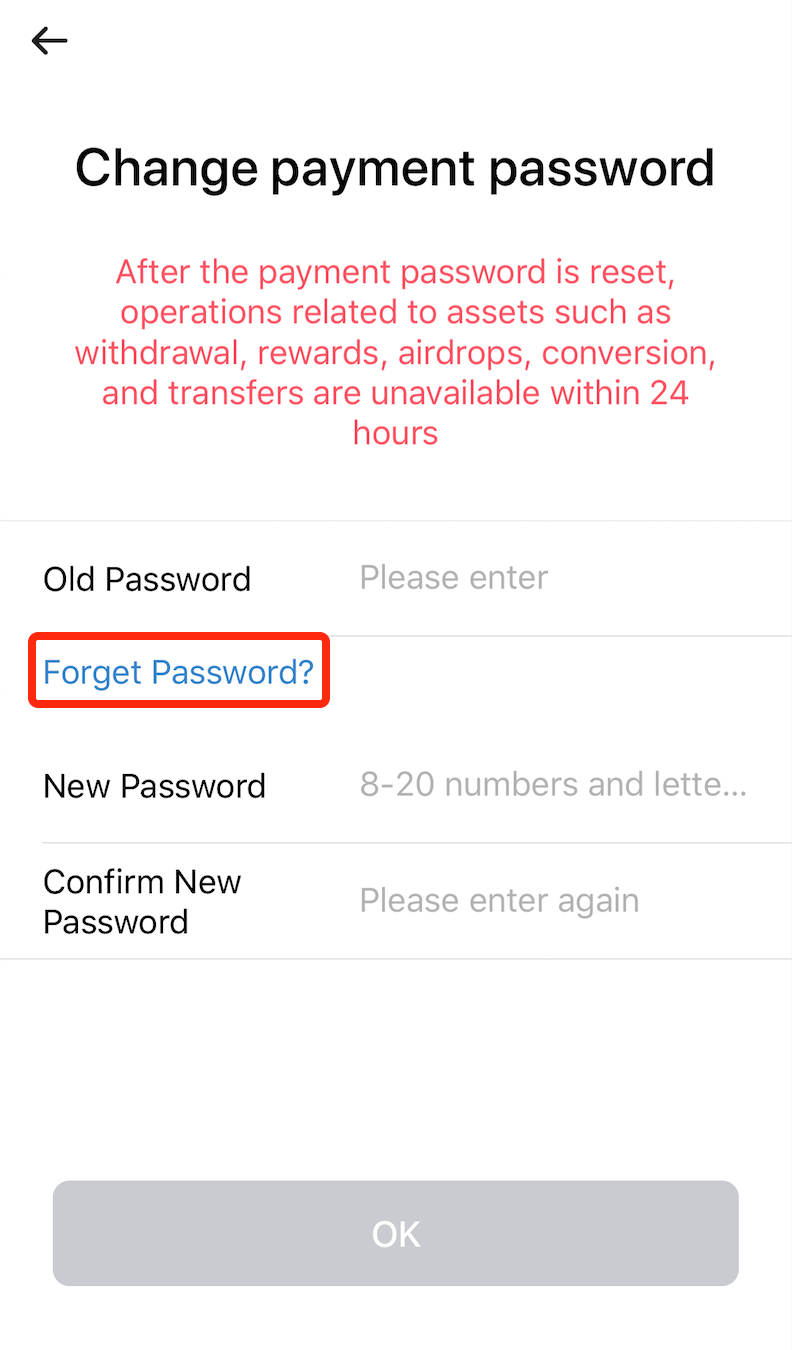 Change payment password
After the payment password is reset,
operations related to assets such as
withdrawal, rewards, airdrops, conversion,
and transfers are unavailable within 24
hours
Old Password Please enter
Forget Password?
New Password 8-20 numbers and lette...
Confirm New
Password Please enter again
OK